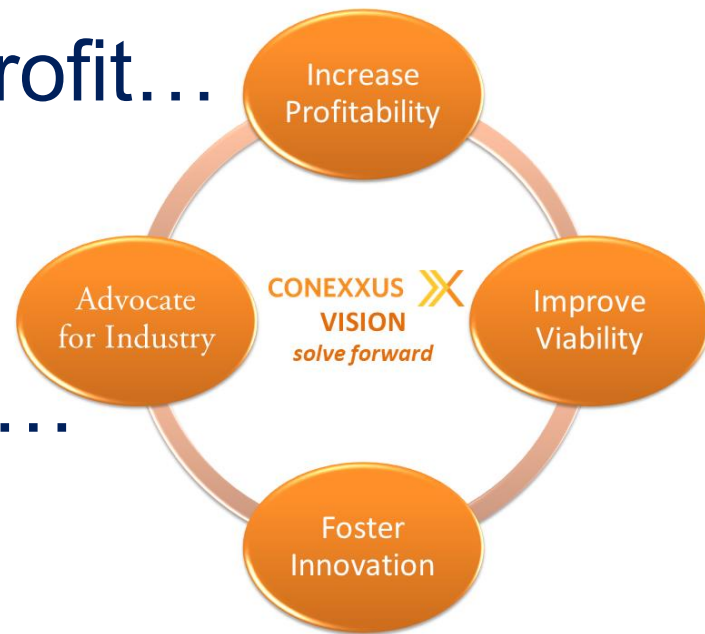 rofit…
Increase
Profitability
Advocate
for Industry
CONEXXUS
VISION
solve forward
Improve
Viability
…
Foster
Innovation